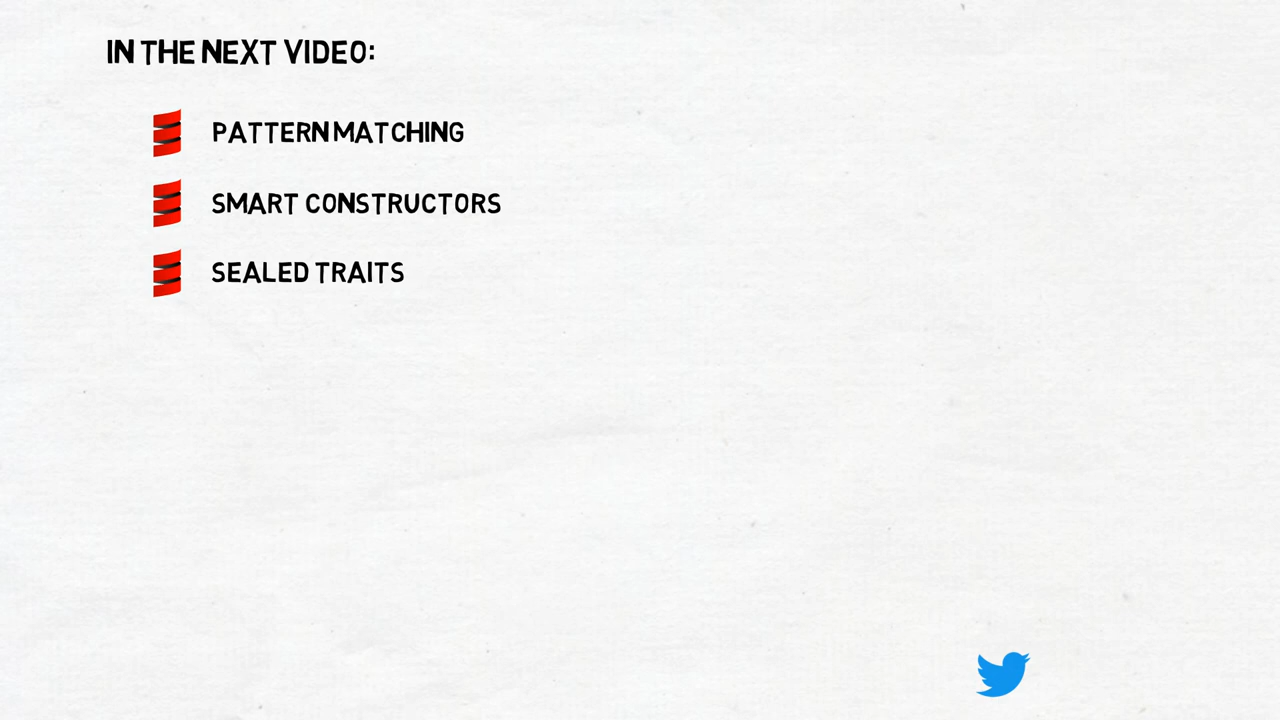 IN THE NEXT VIDEO:
PATTERN MATCHING
SMART CONSTRUCTORS
SEALED TRAITS